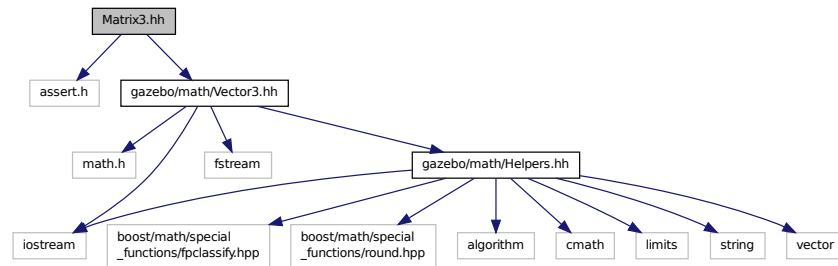 Matrix3.hh
assert.h
gazebo/math/Vector3.hh
math.h
fstream
gazebo/math/Helpers.hh
iostream
boost/math/special
_functions/fpclassify.hpp
boost/math/special
_functions/round.hpp
algorithm
cmath
limits
string
vector